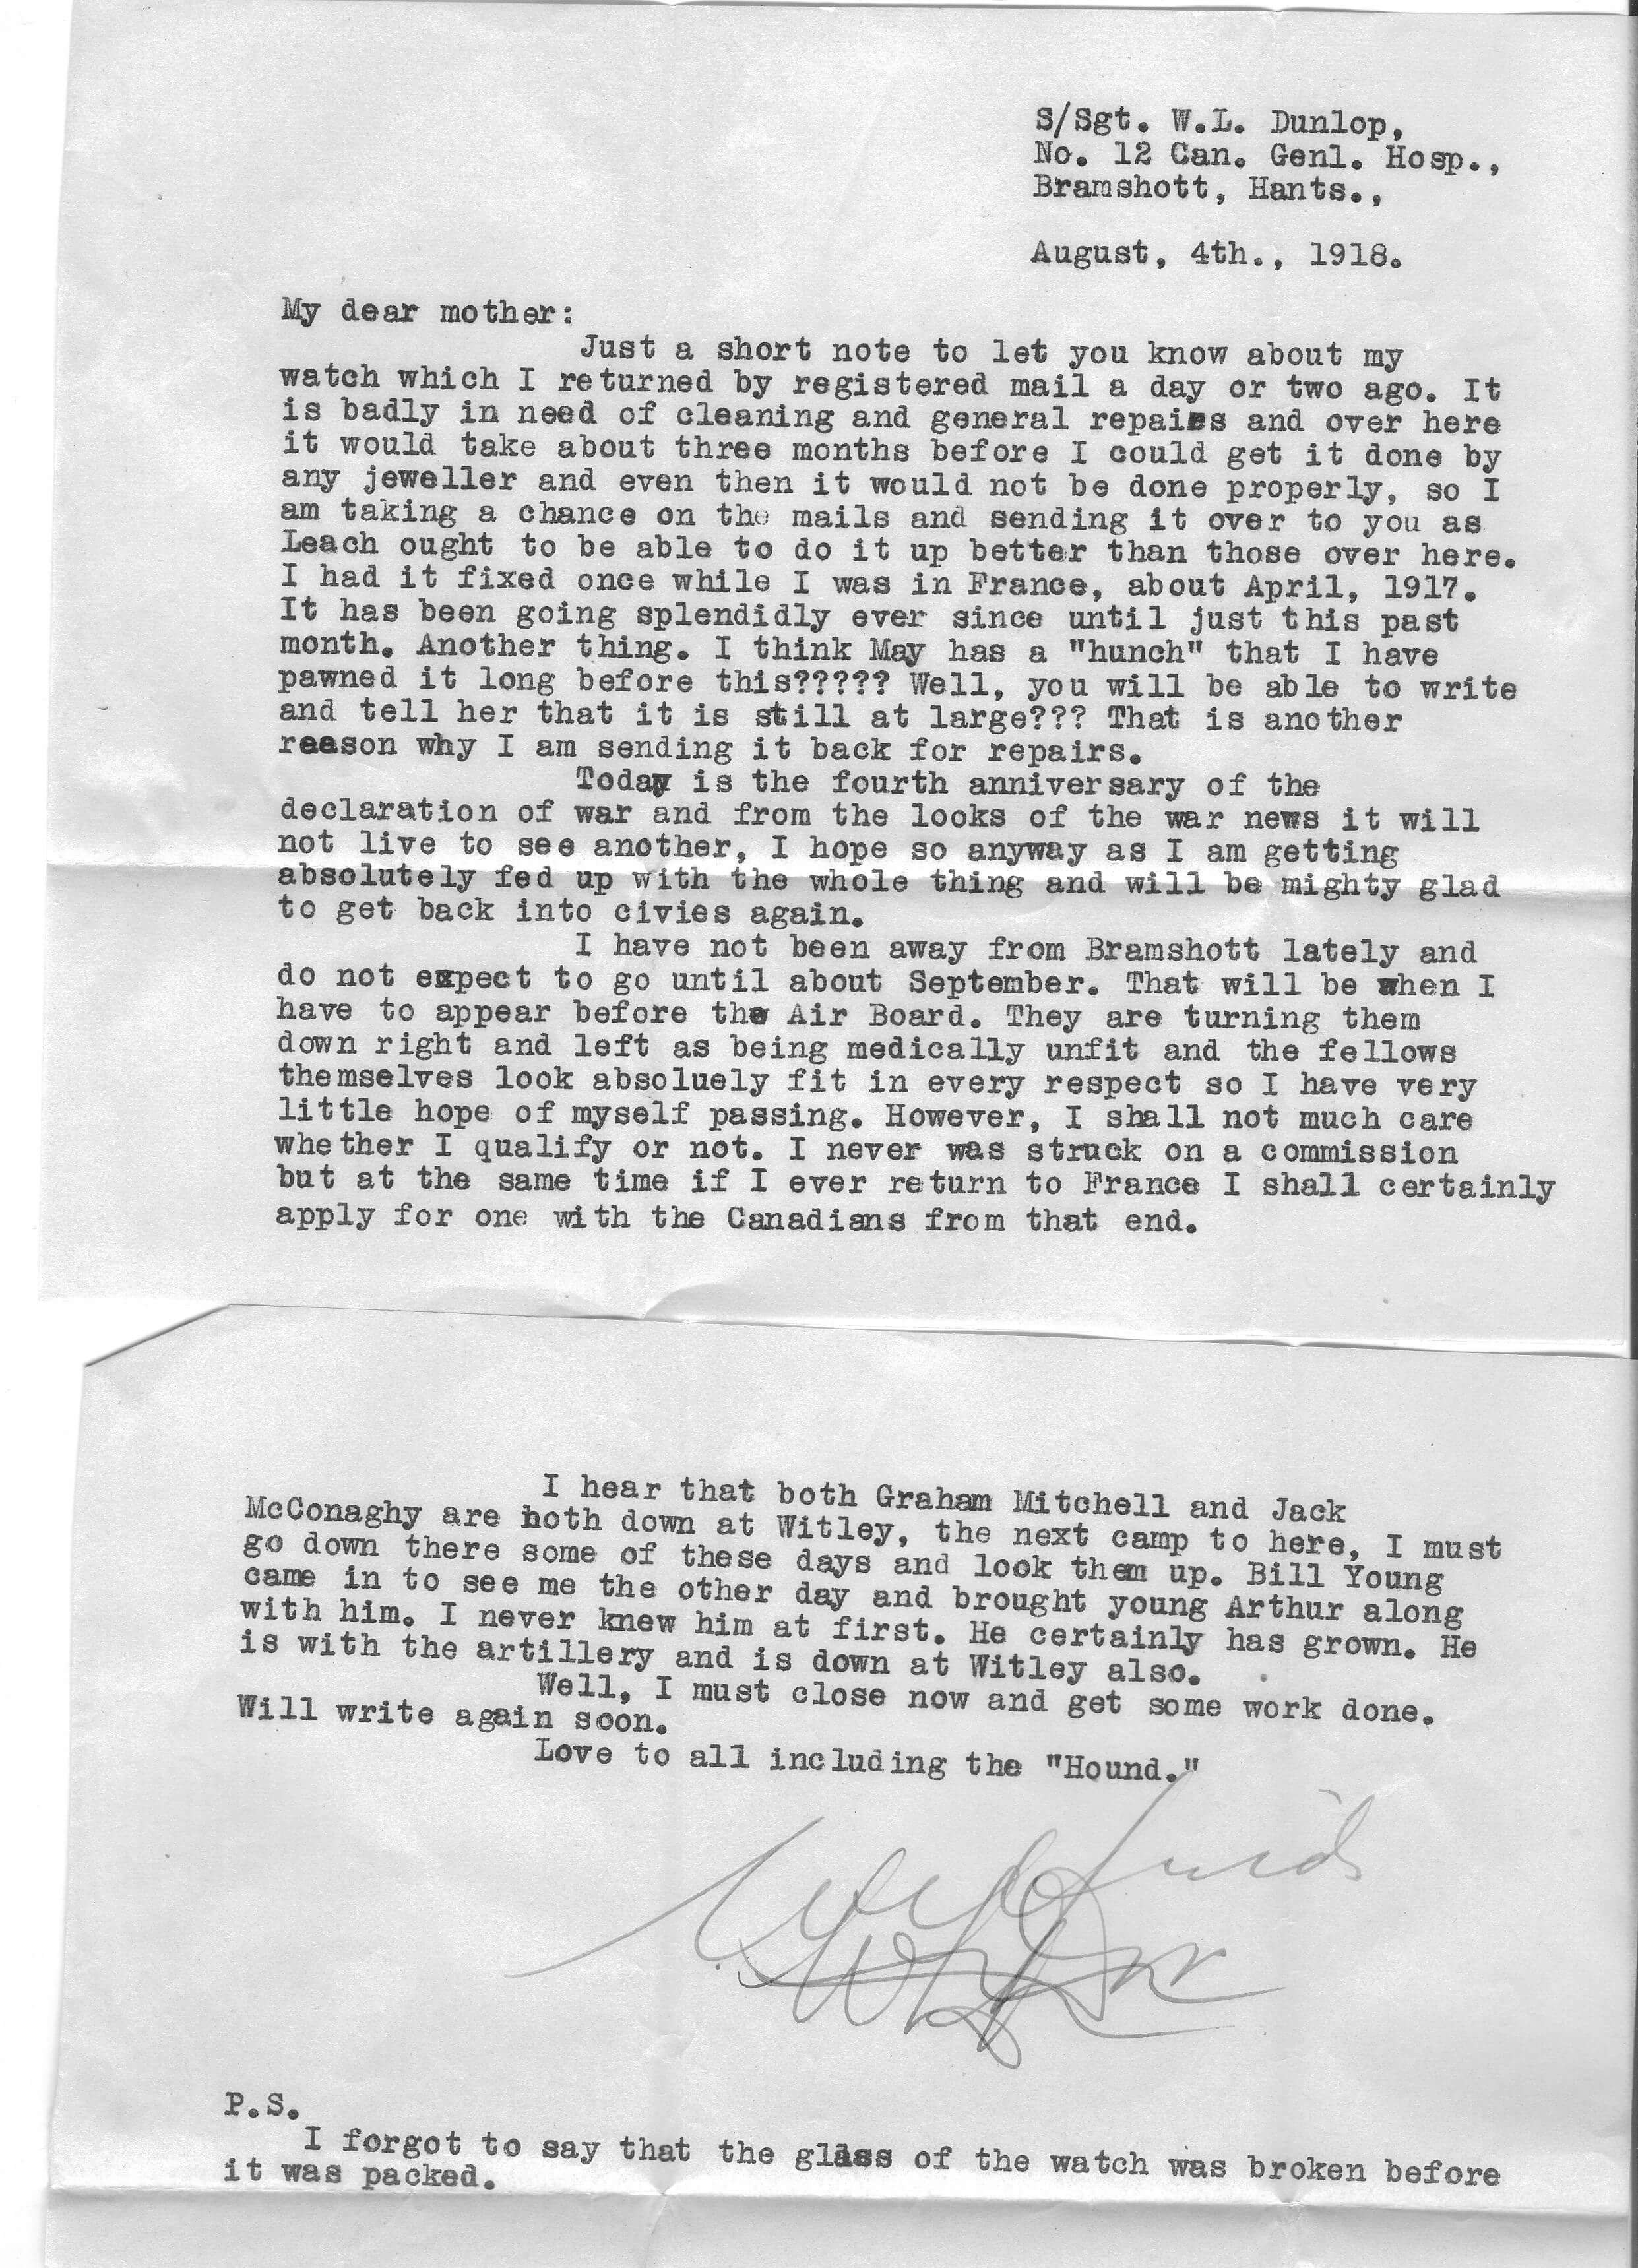 S/Sgt. W.L. Dunlop,
No. 12 Can. Genl. Hosp.,
Bramshott, Hants.,
August, 4th., 1918.
My dear mother:
Just a short note to let you know about my
watch which I returned by registered mail a day or two ago. It
is badly in need of cleaning and general repairs and over here
it would take about three months before I could get it done by
any jeweller and even then it would not be done properly, so I
am taking a chance on the mails and sending it over to you as
Leach ought to be able to do it up better than those over here.
I had it fixed once while I was in France, about April, 1917.
It has been going splendidly ever since until just this past
month. Another thing. I think May has a "hunch" that I have
pawned it long before this????? Well, you will be able to write
and tell her that it is still at large??? That is another
reason why I am sending it back for repairs.
Today is the fourth anniversary of the
declaration of war and from the looks of the war news it will
not live to see another, I hope so anyway as I am getting
absolutely fed up with the whole thing and will be mighty glad
to get back into civies again.
I have not been away from Bramshott lately and
do not expect to go until about September. That will be when I
have to appear before the Air Board. They are turning them
down right and left as being medically unfit and the fellows
themselves look absoluely fit in every respect so I have very
little hope of myself passing. However, I shall not much care
whether I qualify or not. I never was struck on a commission
but at the same time if I ever return to France I shall certainly
apply for one with the Canadians from that end.
I hear that both Graham Mitchell and Jack
McConaghy are both down at Witley, the next camp to here, I must
go down there some of these days and look them up. Bill Young
came in to see me the other day and brought young Arthur along
with him. I never knew him at first. He certainly has grown. He
is with the artillery and is down at Witley also.
Well, I must close now and get some work done.
Will write again soon.
Love to all including the "Hound."
P.S.
I forgot to say that the glass of the watch was broken before
it was packed.